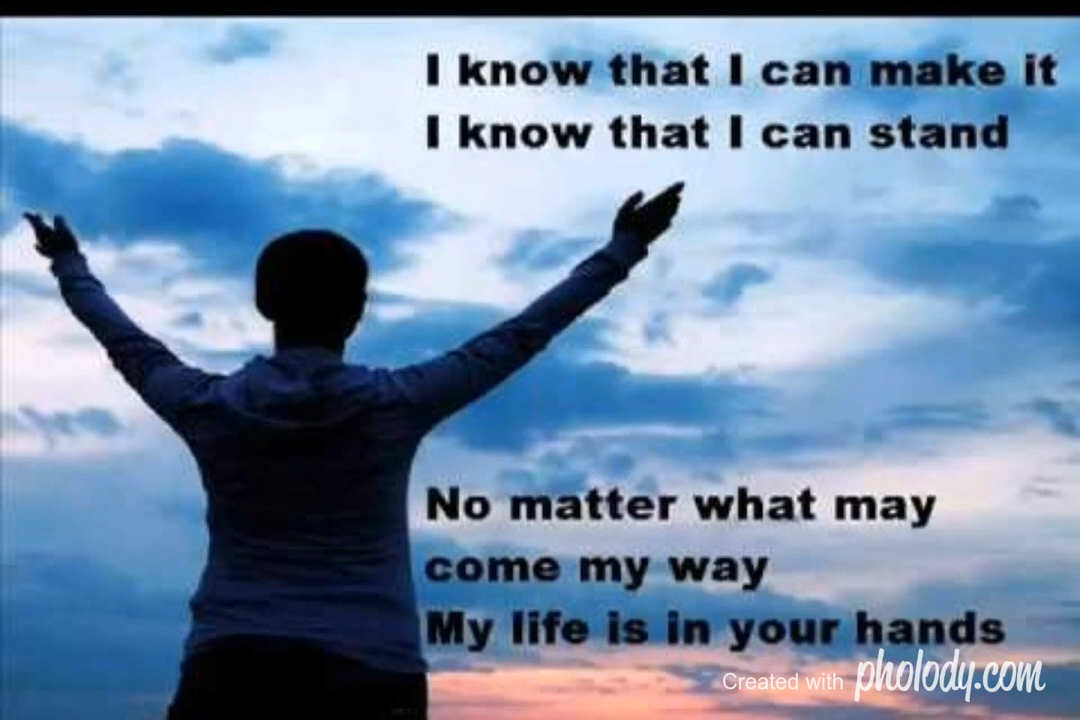 I know that I can make it
I know that I can stand
No matter what may
come my way
My life is in your hands
Created with pholody.com